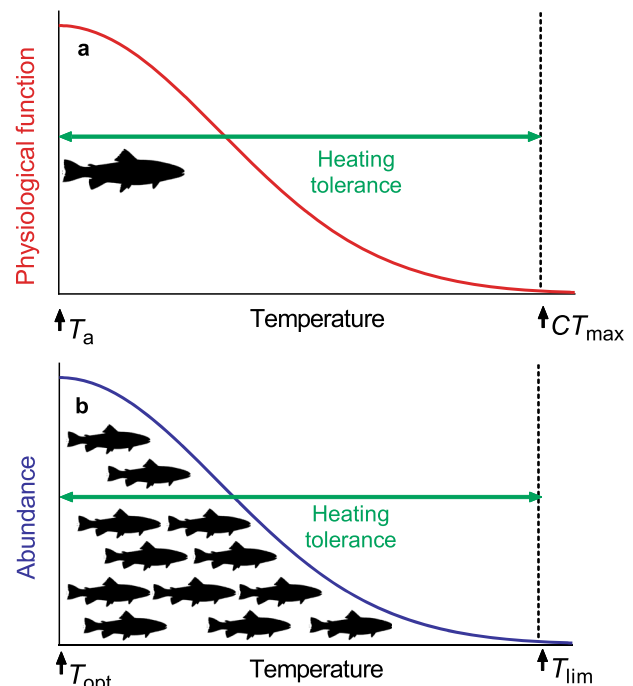 a
Physiological function
Heating
tolerance
Ta
Temperature
CTmax
b
Abundance
Heating
tolerance
Topt
Temperature
Tlim